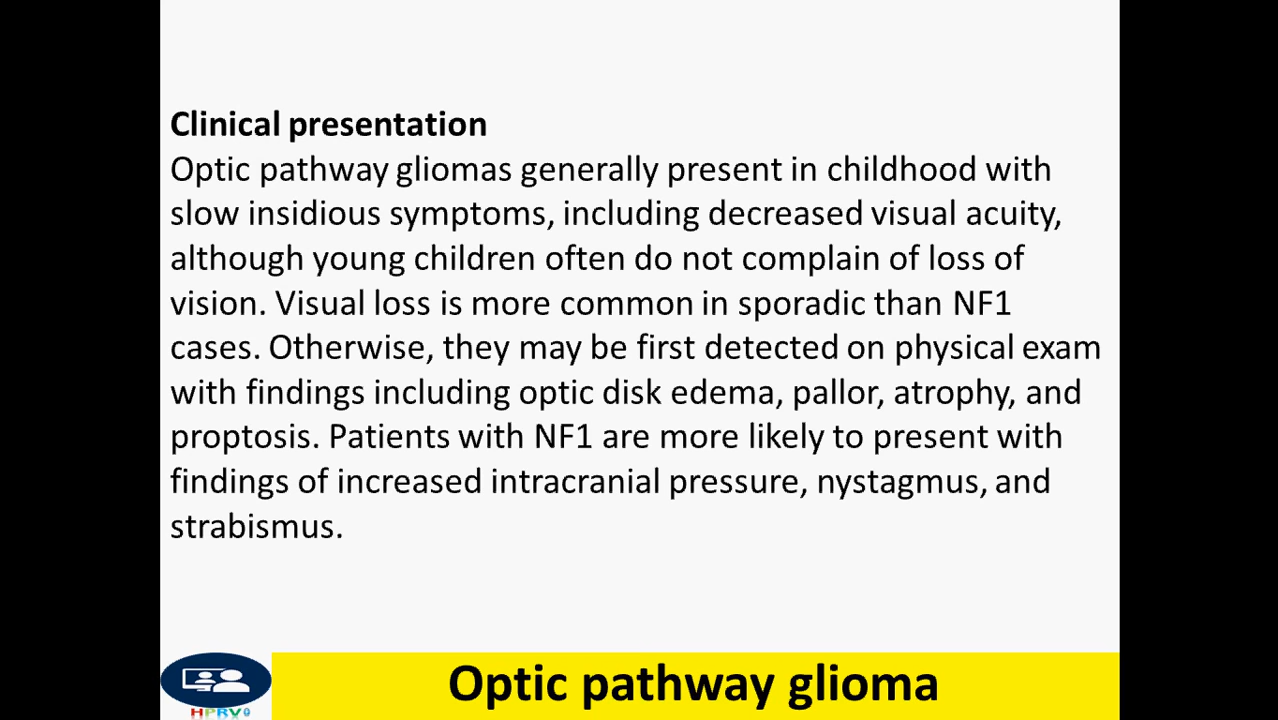 Clinical presentation
Optic pathway gliomas generally present in childhood with
slow insidious symptoms, including decreased visual acuity,
although young children often do not complain of loss of
vision. Visual loss is more common in sporadic than NF1
cases. Otherwise, they may be first detected on physical exam
with findings including optic disk edema, pallor, atrophy, and
proptosis. Patients with NF1 are more likely to present with
findings of increased intracranial pressure, nystagmus, and
strabismus.
Optic pathway glioma
HPRV